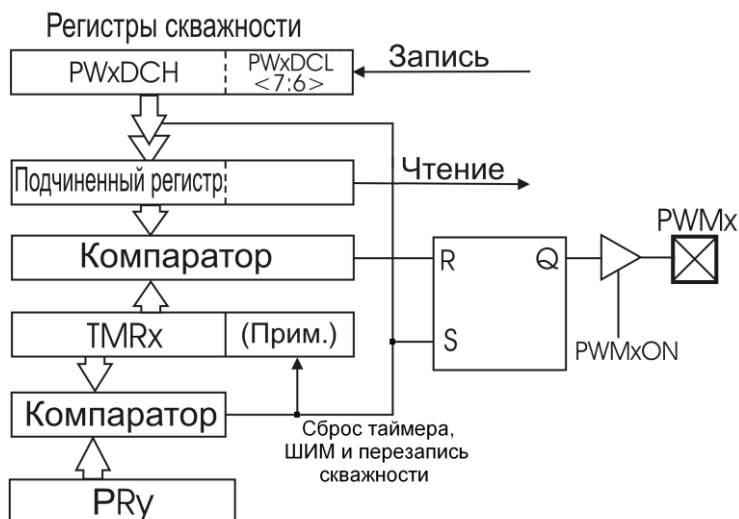 Регистры скважности
PWxDCH
PWxDCL
<7:6>
Запись
Подчиненный регистр
Чтение
PWMx
Компаратор
R
Q
TMRx
(Прим.)
S
PWMxON
Компаратор
Сброс таймера,
ШИМ и перезапись
скважности
PRy